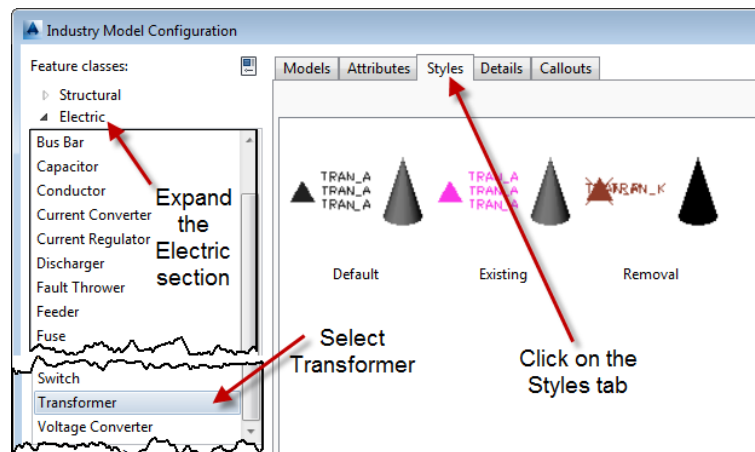 Industry Model Configuration
Feature classes:
Models Attributes Styles Details Callouts
Structural
Electric
Bus Bar
Capacitor
Conductor
Current Converter
Current Regulator
Discharger
Fault Thrower
Feeder
Fuse
Switch
Transformer
Voltage Converter
Expand
the
Electric
section
Select
Transformer
TRAN_A
TRAN_A
TRAN_A
Default
TRAN_A
TRAN_A
TRAN_A
Existing
Removal
Click on the
Styles tab